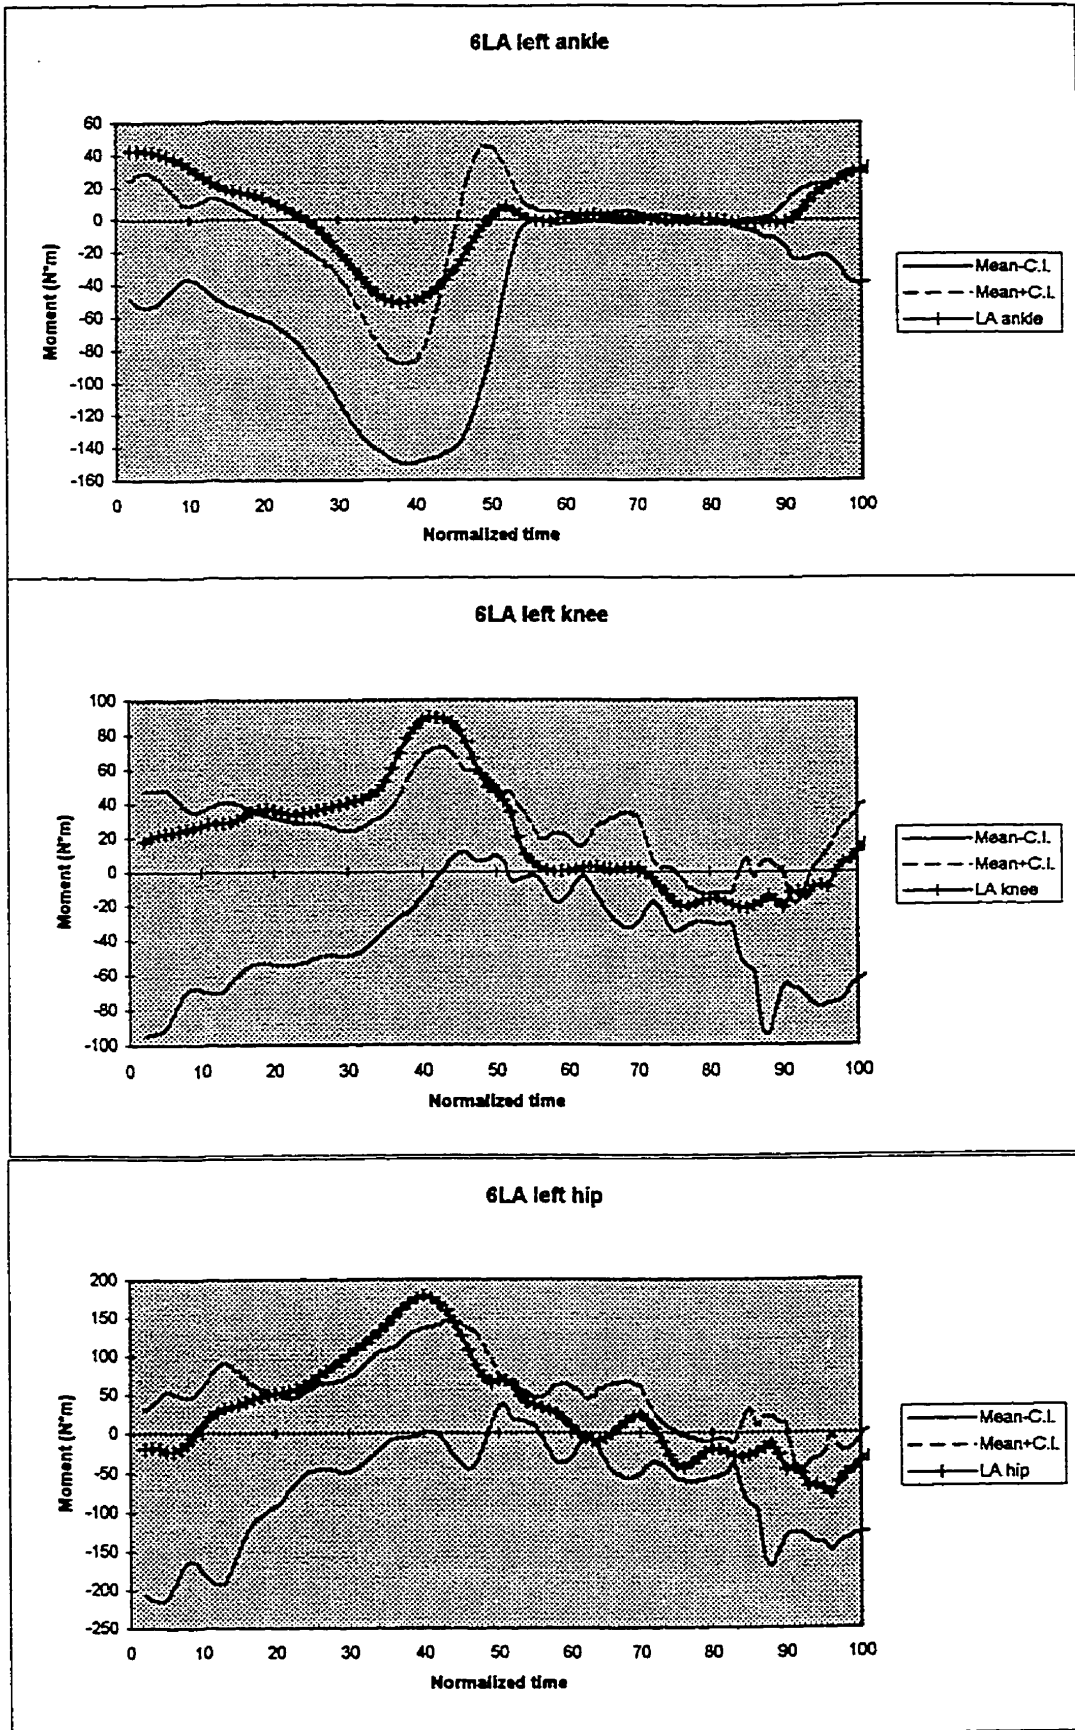 6LA left ankle
60
40
20
0
-20
-40
-60
-80
-100
-120
-140
-160
Moment (N*m)
0 10 20 30 40 50 60 70 80 90 100
Normalized time
Mean-C.I.
Mean+C.I.
LA ankle
6LA left knee
100
80
60
40
20
0
-20
-40
-60
-80
-100
Moment (N*m)
0 10 20 30 40 50 60 70 80 90 100
Normalized time
Mean-C.I.
Mean+C.I.
LA knee
6LA left hip
200
150
100
50
0
-50
-100
-150
-200
-250
Moment (N*m)
0 10 20 30 40 50 60 70 80 90 100
Normalized time
Mean-C.I.
Mean+C.I.
LA hip